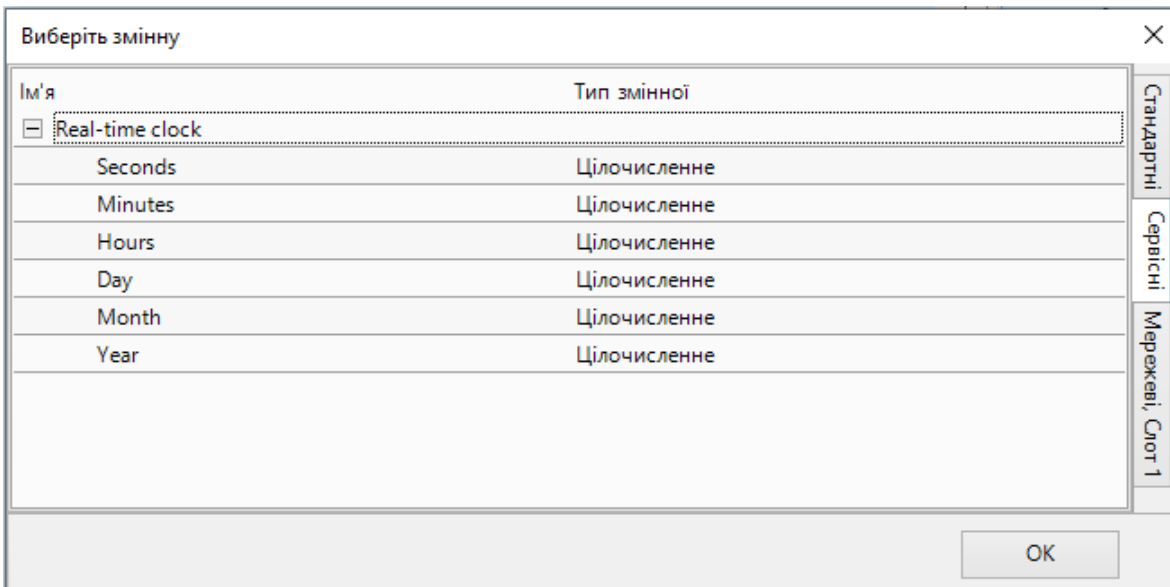 Виберіть змінну
Ім'я Тип змінної
Real-time clock
Seconds Цілочисленне
Minutes Цілочисленне
Hours Цілочисленне
Day Цілочисленне
Month Цілочисленне
Year Цілочисленне
Стандартні
Сервісні
Мережеві, Слот 1
OK